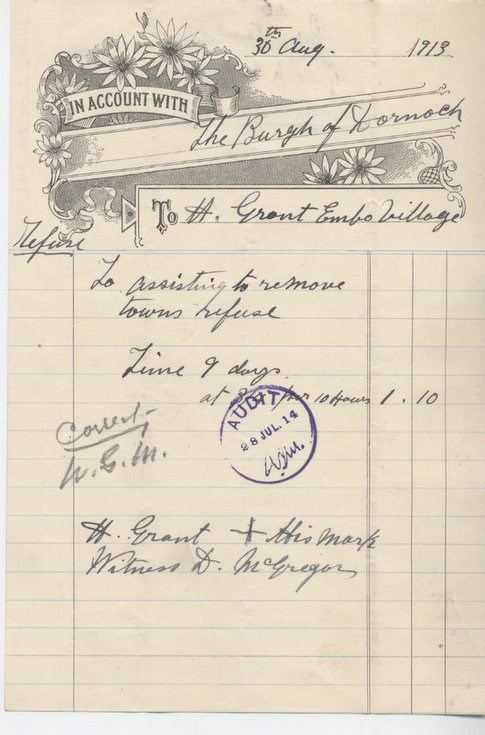 30th Aug. 1913
IN ACCOUNT WITH
The Burgh of Dornoch
To H. Grant Embo Village
Refuse
To assisting to remove
towns refuse
Time 9 days
at per 10 Hours 1 . 10
AUDIT
28 JUL. 14
Correct
W.G.M.
H. Grant + His mark
Witness D. McGregor